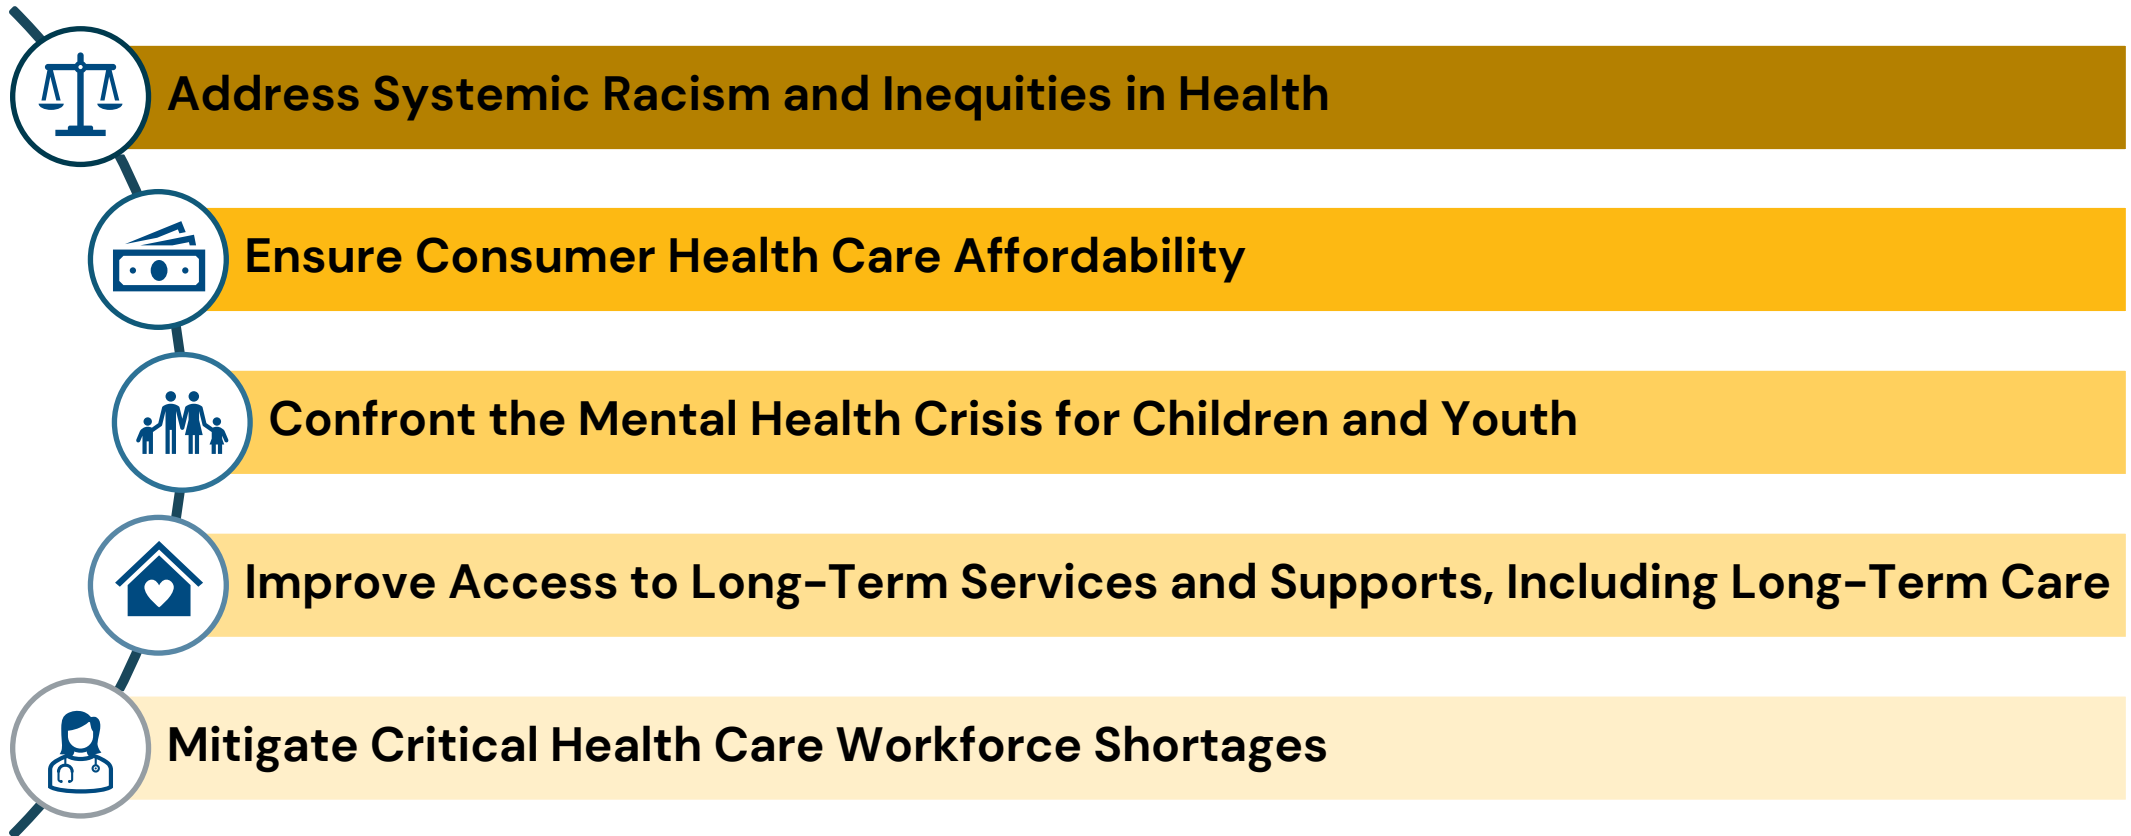 Address Systemic Racism and Inequities in Health
Ensure Consumer Health Care Affordability
Confront the Mental Health Crisis for Children and Youth
Improve Access to Long-Term Services and Supports, Including Long-Term Care
Mitigate Critical Health Care Workforce Shortages